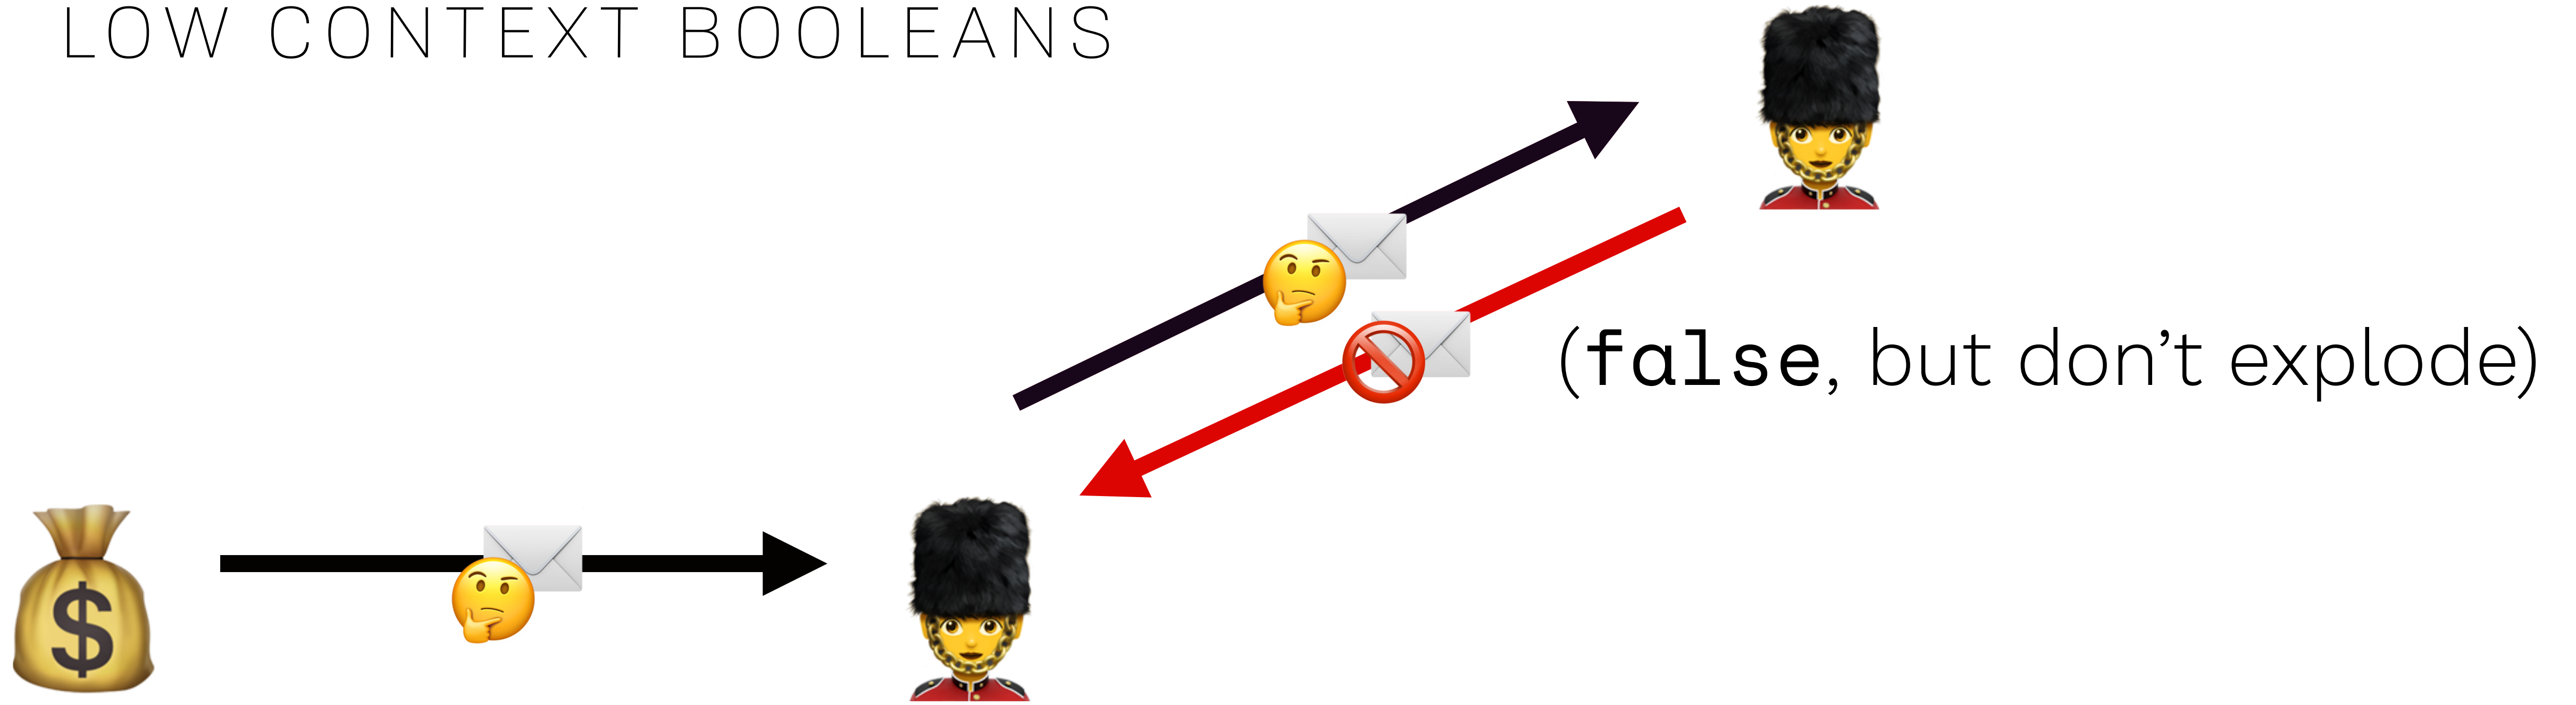 LOW CONTEXT BOOLEANS
(false, but don’t explode)
$